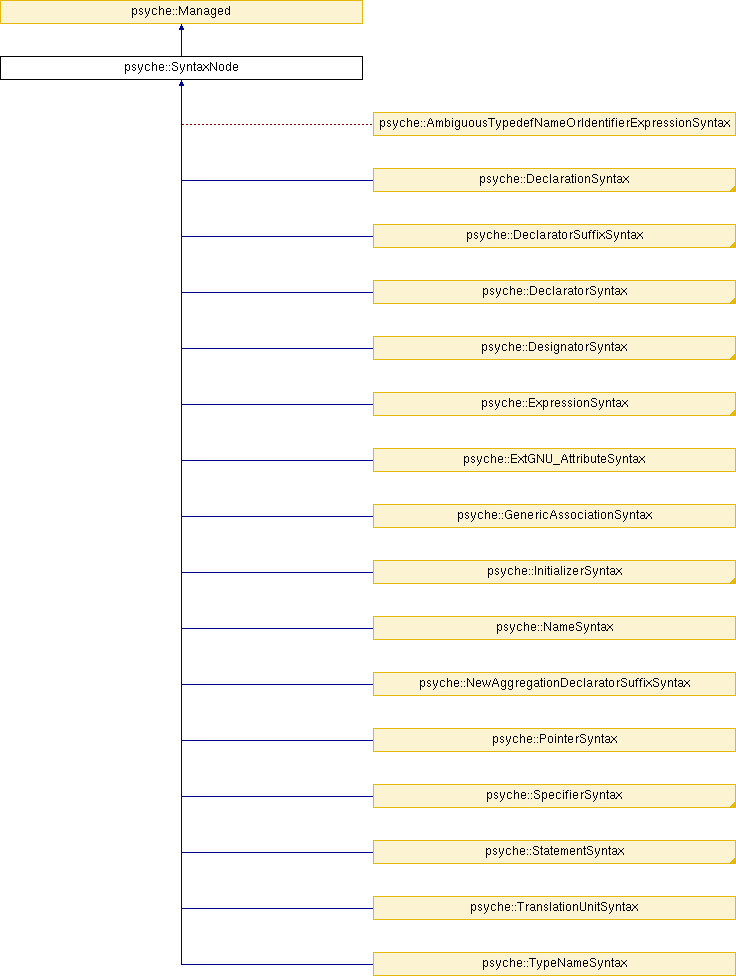 psyche::Managed
psyche::SyntaxNode
psyche::AmbiguousTypedefNameOrIdentifierExpressionSyntax
psyche::DeclarationSyntax
psyche::DeclaratorSuffixSyntax
psyche::DeclaratorSyntax
psyche::DesignatorSyntax
psyche::ExpressionSyntax
psyche::ExtGNU_AttributeSyntax
psyche::GenericAssociationSyntax
psyche::InitializerSyntax
psyche::NameSyntax
psyche::NewAggregationDeclaratorSuffixSyntax
psyche::PointerSyntax
psyche::SpecifierSyntax
psyche::StatementSyntax
psyche::TranslationUnitSyntax
psyche::TypeNameSyntax